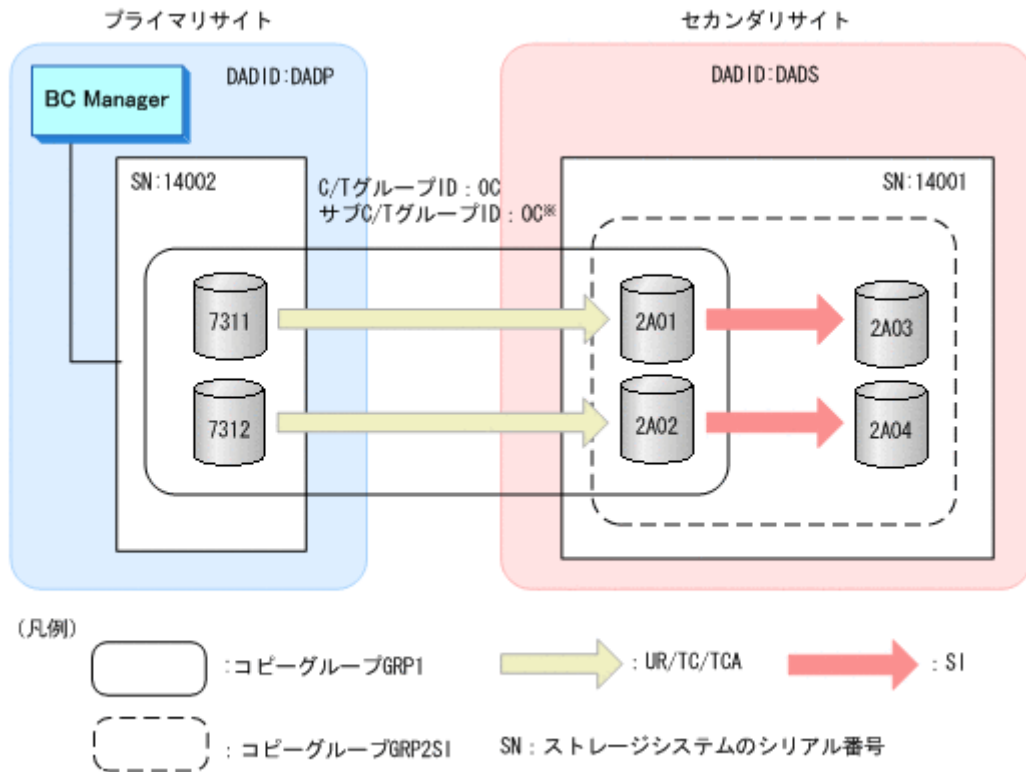 プライマリサイト
セカンダリサイト
DADID:DADP
DADID:DADS
BC Manager
SN:14002
C/TグループID：0C
サブC/TグループID：0C※
SN:14001
7311
2A01
2A03
7312
2A02
2A04
(凡例)
：コピーグループGRP1
：UR/TC/TCA
：SI
：コピーグループGRP2SI
SN：ストレージシステムのシリアル番号